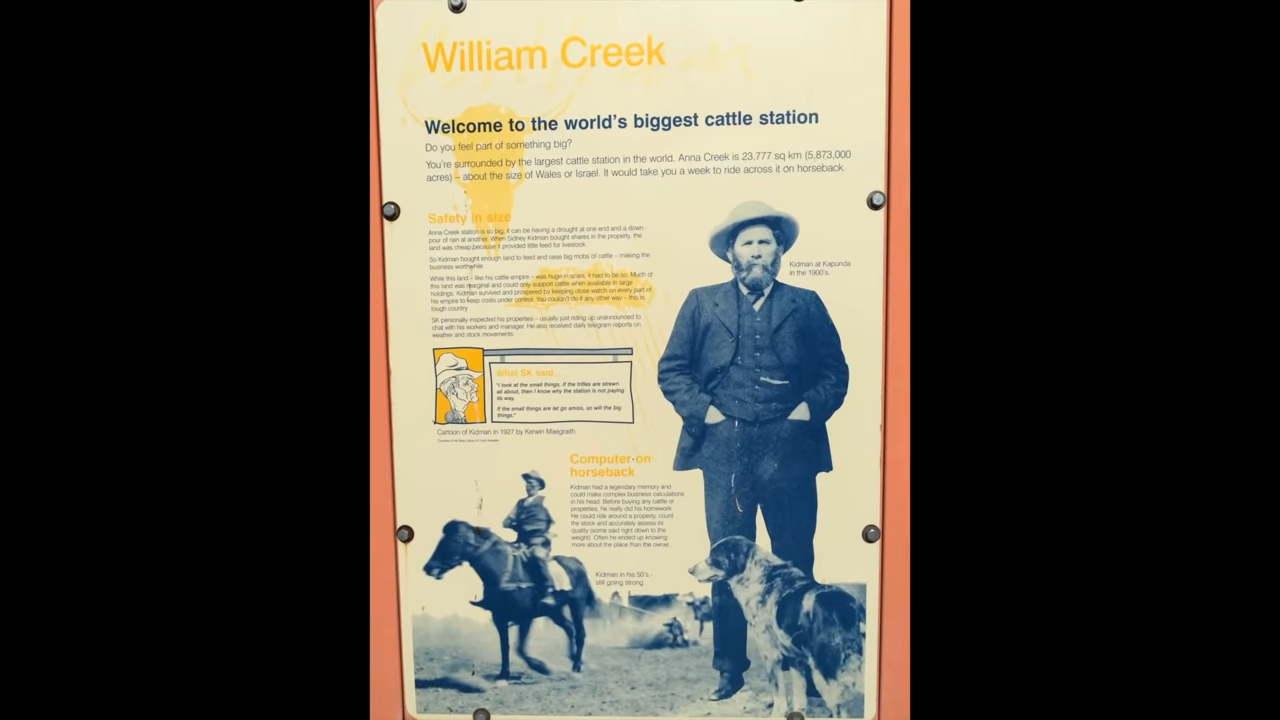 William Creek
Welcome to the world's biggest cattle station
Do you feel part of something big?
You're surrounded by the largest cattle station in the world. Anna Creek is 23,777 sq km (5,873,000
acres) – about the size of Wales or Israel. It would take you a week to ride across it on horseback.
Safety in size
Anna Creek station is so big, it can be having a drought at one end and a down-
pour of rain at another. When Sidney Kidman bought shares in the property, the
land was cheap because it provided little feed for livestock.
So Kidman bought enough land to feed and raise big mobs of cattle – making the
business worthwhile.
While this land – like his cattle empire – was huge in scale, it had to be so. Much of
this land was marginal and could only support cattle when available in large
holdings. Kidman survived and prospered by keeping close watch on every part of
his empire to keep costs under control. You couldn't do it any other way – this is
tough country.
SK personally inspected his properties – usually just riding up unannounced to
chat with his workers and manager. He also received daily telegram reports on
weather and stock movements.
What SK said...
"I look at the small things. If the trifles are strewn
all about, then I know why the station is not paying
its way.
If the small things are let go amiss, so will the big
things."
Cartoon of Kidman in 1927 by Kerwin Maegraith
Kidman at Kapunda
in the 1900's.
Computer on
horseback
Kidman had a legendary memory and
could make complex business calculations
in his head. Before buying any cattle or
properties, he really did his homework.
He could ride around a property, count
the stock and accurately assess its
quality (some said right down to the
weight). Often he ended up knowing
more about the place than the owner.
Kidman in his 50's -
still going strong.